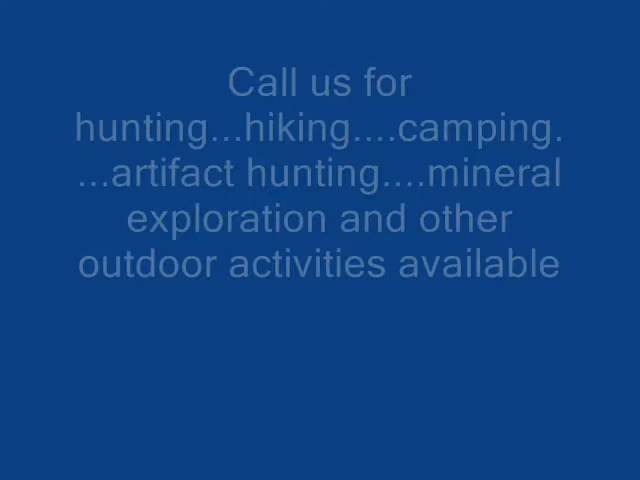 Call us for
hunting...hiking....camping.
...artifact hunting....mineral
exploration and other
outdoor activities available